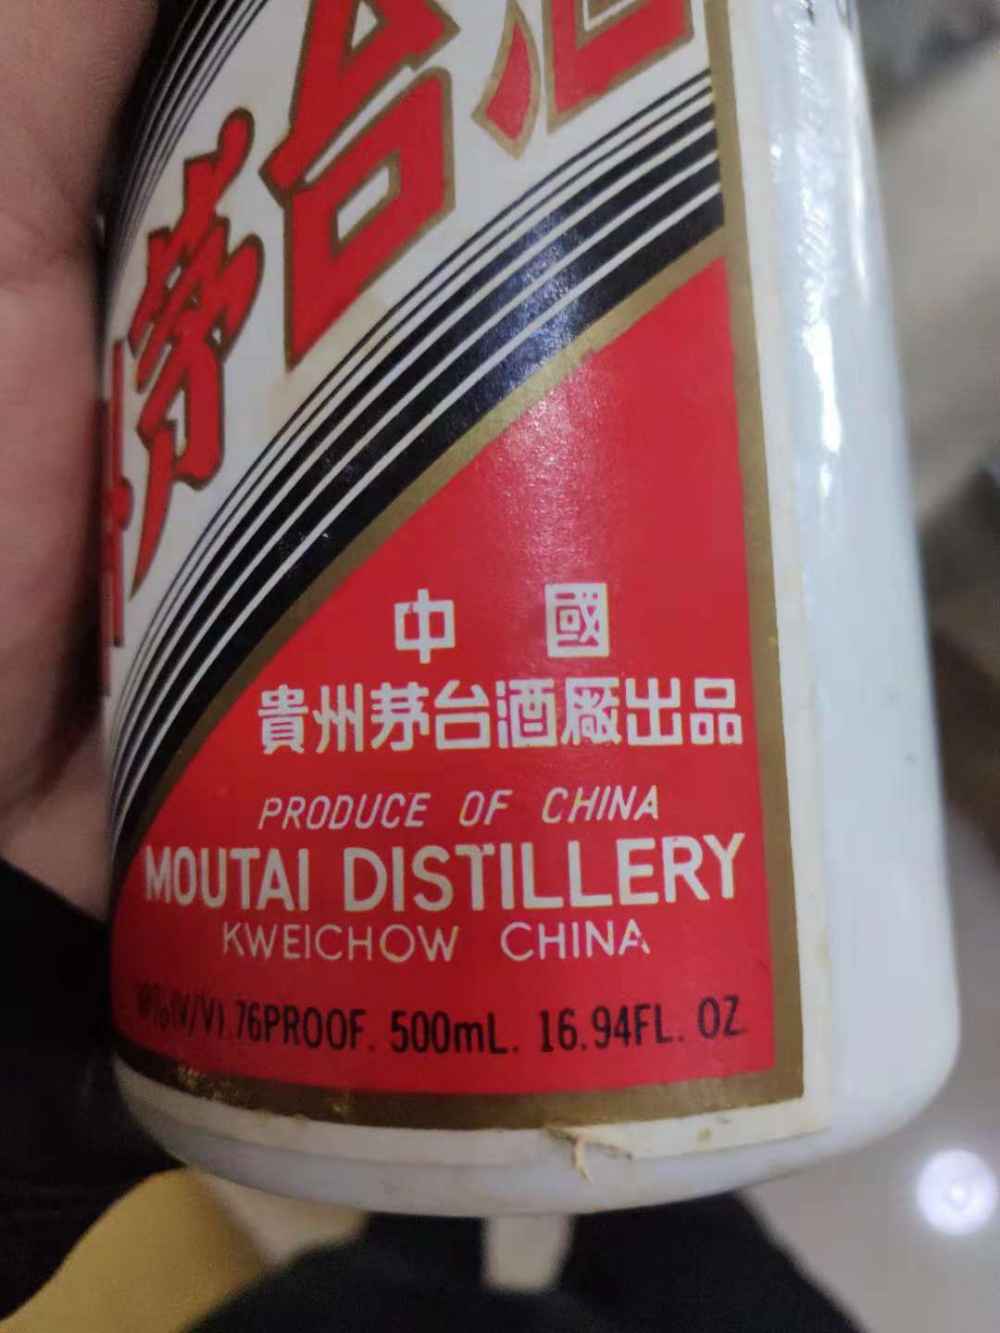 州茅台酒
中國
貴州茅台酒廠出品
PRODUCE OF CHINA
MOUTAI DISTILLERY
KWEICHOW CHINA
(V/V).76PROOF. 500mL. 16.94FL. OZ